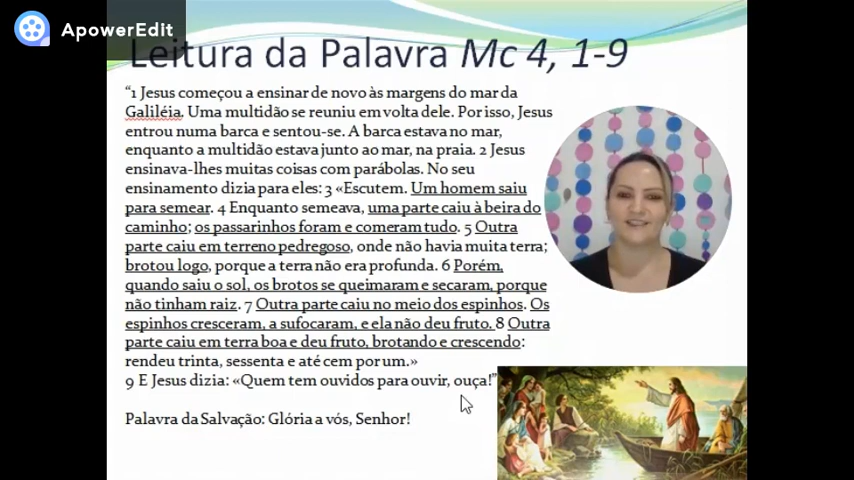 ApowerEdit
Leitura da Palavra Mc 4, 1-9
“1 Jesus começou a ensinar de novo às margens do mar da
Galiléia. Uma multidão se reuniu em volta dele. Por isso, Jesus
entrou numa barca e sentou-se. A barca estava no mar,
enquanto a multidão estava junto ao mar, na praia. 2 Jesus
ensinava-lhes muitas coisas com parábolas. No seu
ensinamento dizia para eles: 3 «Escutem. Um homem saiu
para semear. 4 Enquanto semeava, uma parte caiu à beira do
caminho; os passarinhos foram e comeram tudo. 5 Outra
parte caiu em terreno pedregoso, onde não havia muita terra;
brotou logo, porque a terra não era profunda. 6 Porém,
quando saiu o sol, os brotos se queimaram e secaram, porque
não tinham raiz. 7 Outra parte caiu no meio dos espinhos. Os
espinhos cresceram, a sufocaram, e ela não deu fruto. 8 Outra
parte caiu em terra boa e deu fruto, brotando e crescendo:
rendeu trinta, sessenta e até cem por um.»
9 E Jesus dizia: «Quem tem ouvidos para ouvir, ouça!”
Palavra da Salvação: Glória a vós, Senhor!